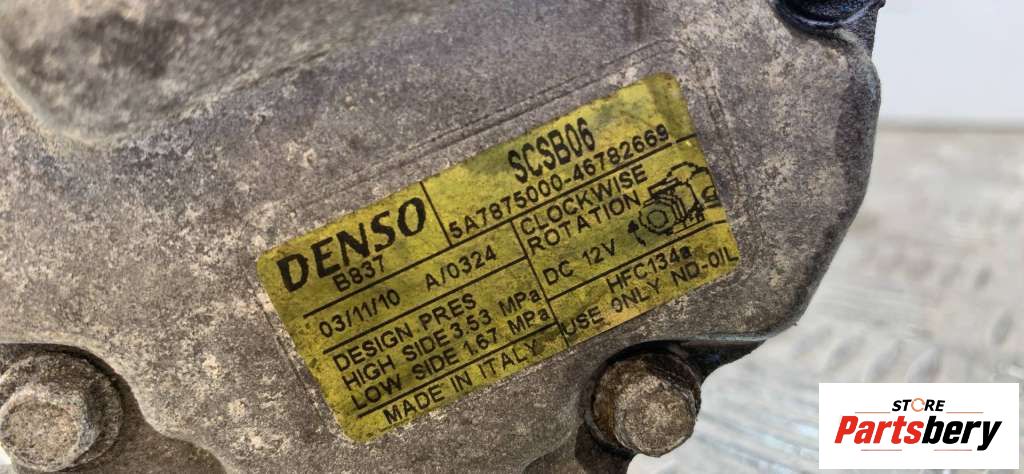 DENSO
B837
SCSB06
5A7875000-46782669
03/11/10 A/0324
CLOCKWISE
ROTATION
DESIGN PRES
HIGH SIDE 3,53 MPa
LOW SIDE 1.67 MPa
DC 12V
HFC134a
USE ONLY ND-OIL
MADE IN ITALY
STORE
Partsbery